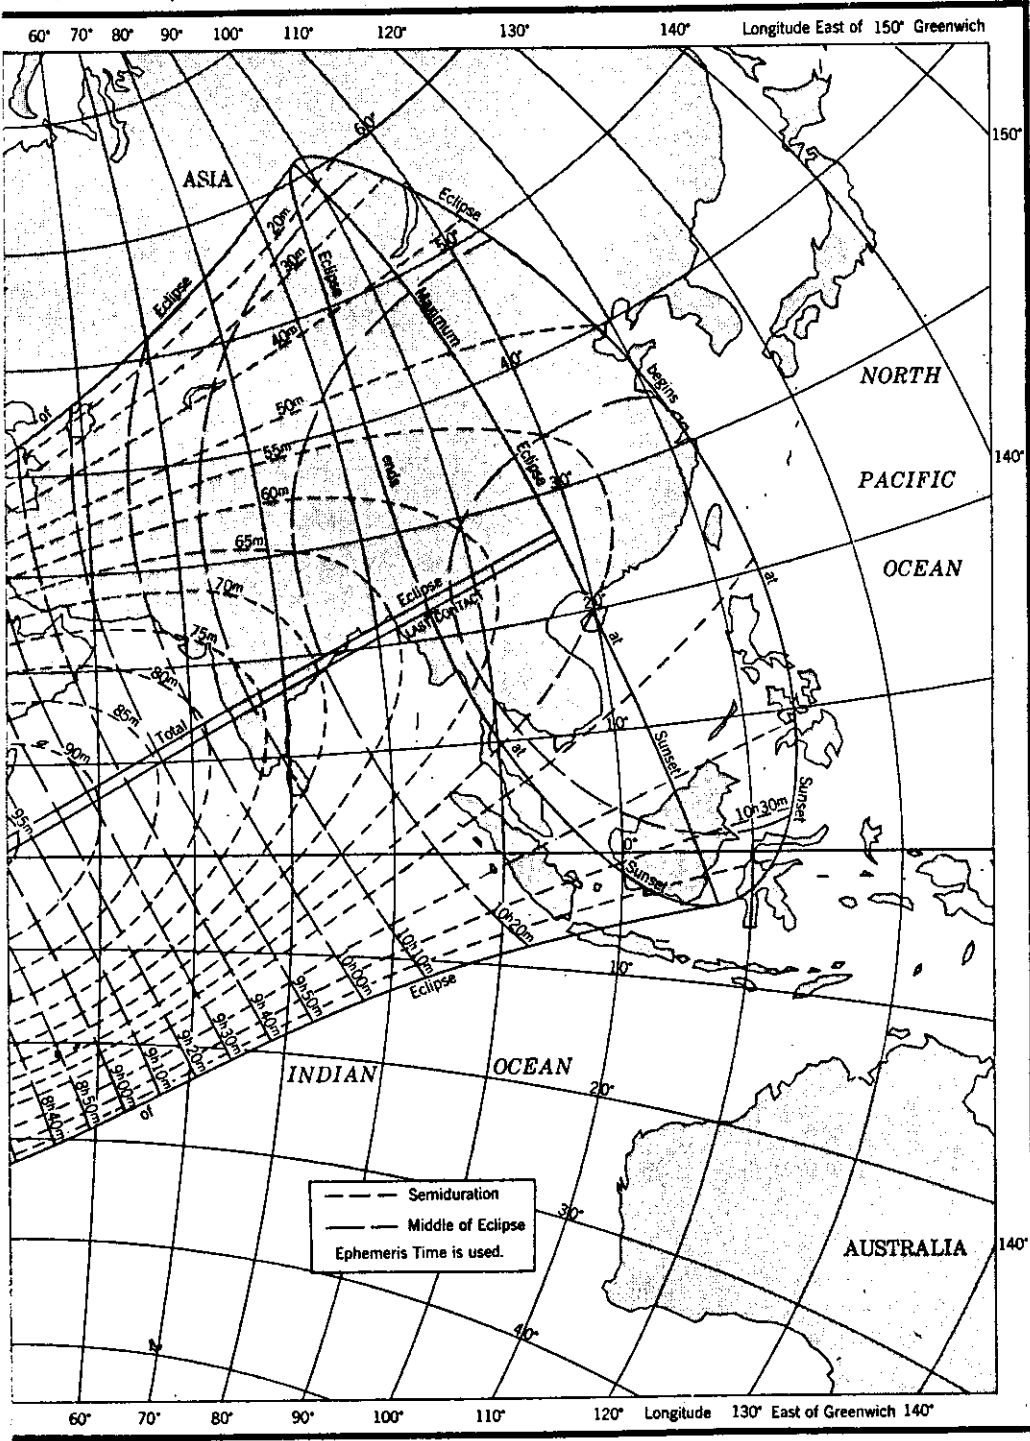 60° 70° 80° 90° 100° 110° 120° 130° 140° Longitude East of 150° Greenwich
60°
150°
ASIA
Eclipse
20m
30m
Eclipse
Eclipse
Maximum
40m
40°
begins
NORTH
of
50m
55m
ends
Eclipse
30°
140°
60m
PACIFIC
65m
OCEAN
70m
Eclipse
LAST CONTACT
20°
at
75m
at
80m
85m
Total
10°
90m
at
Sunset
Sunset
95m
10h30m
0°
Sunset
10h20m
10h10m
10h00m
10°
9h50m
Eclipse
9h40m
9h30m
9h20m
9h10m
9h00m
8h50m
8h40m
of
INDIAN OCEAN
20°
Semiduration
30°
Middle of Eclipse
Ephemeris Time is used.
AUSTRALIA
140°
40°
60° 70° 80° 90° 100° 110° 120° Longitude 130° East of Greenwich 140°